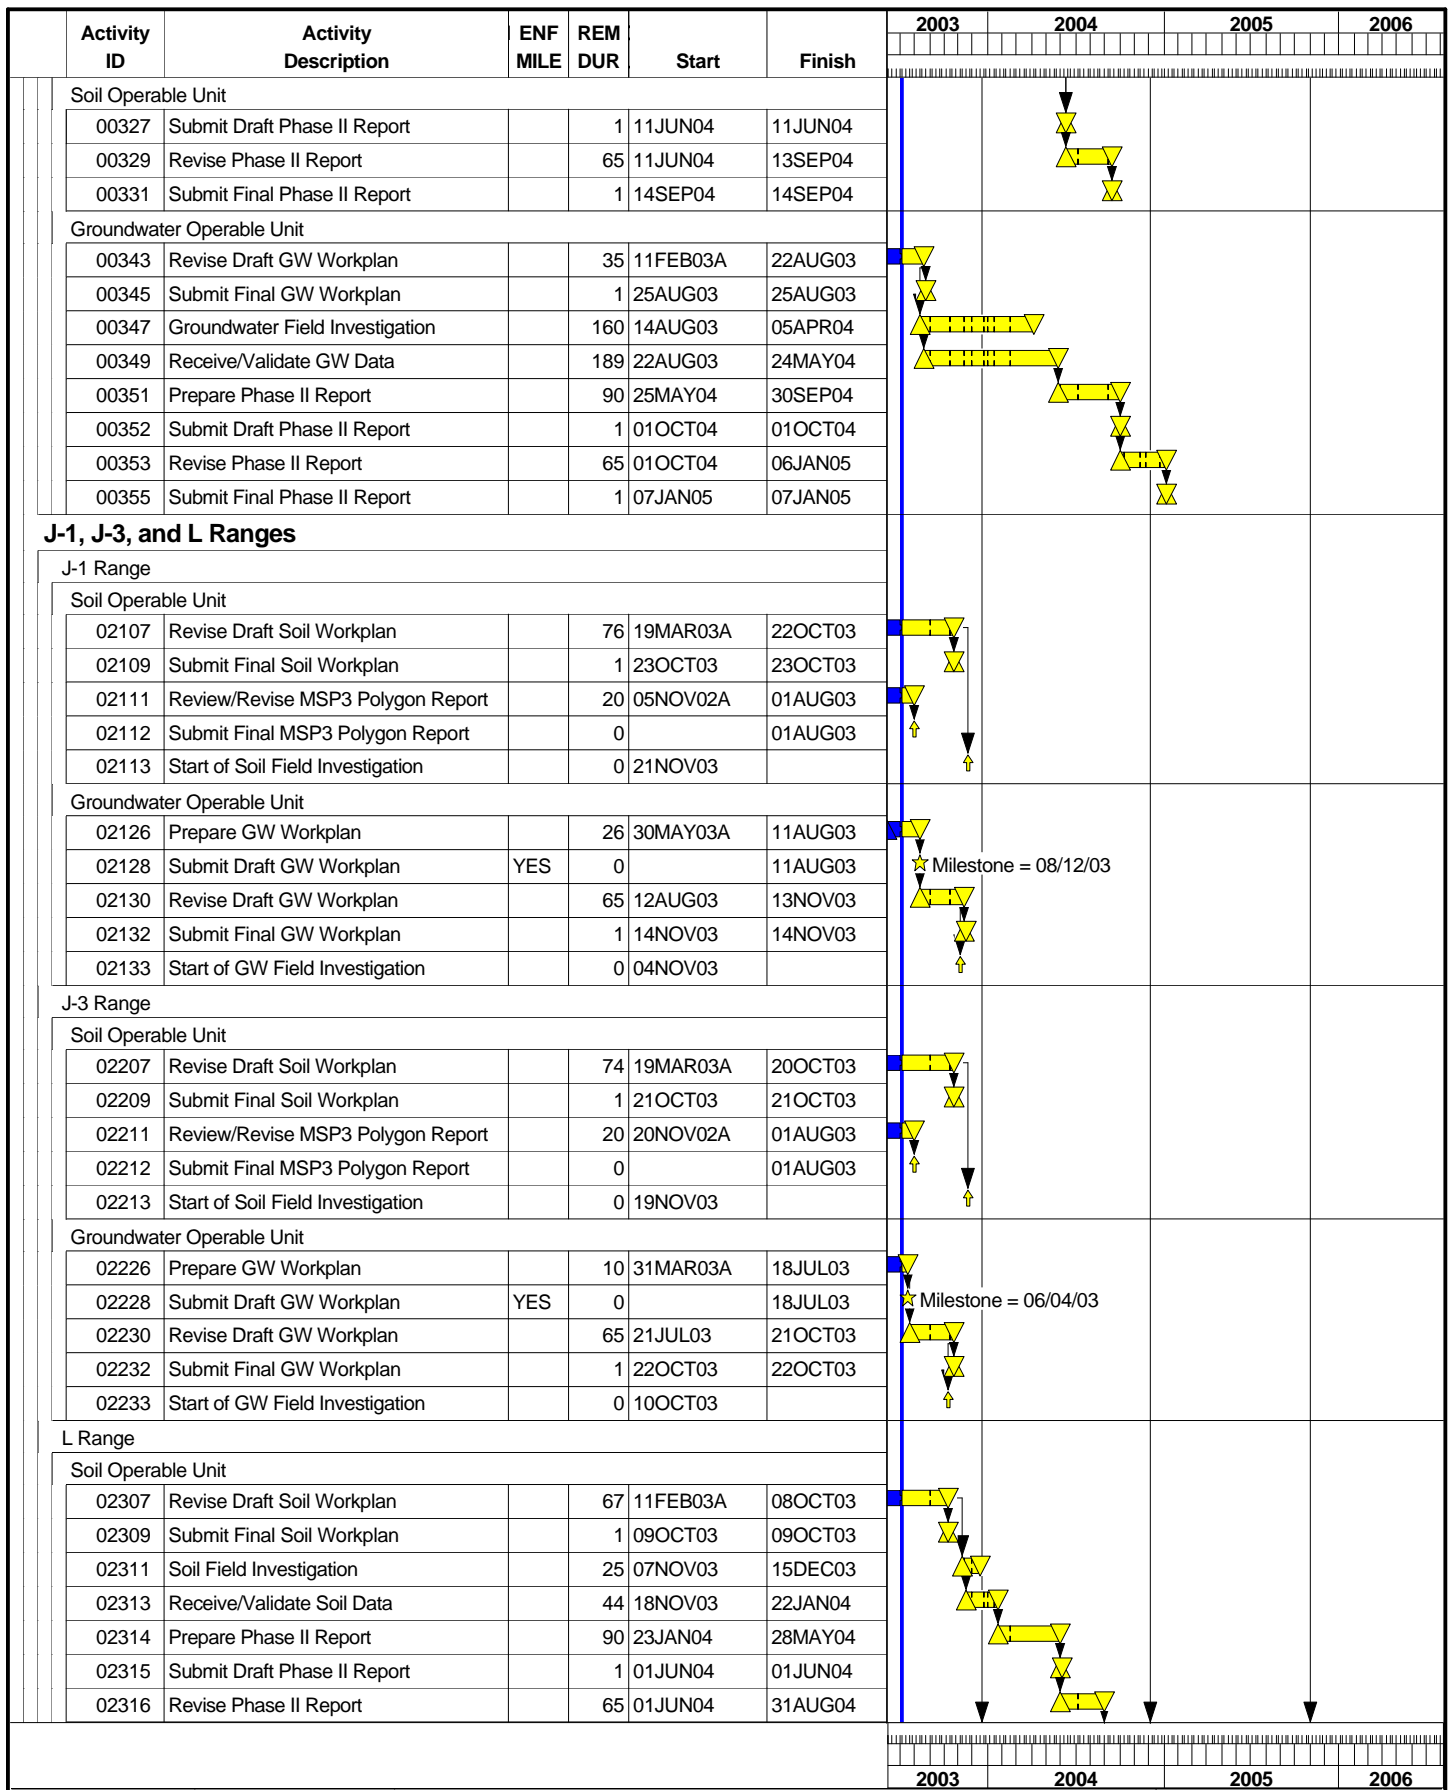 2003 2004 2005 2006
Activity ID Activity Description ENF MILE REM DUR Start Finish
Soil Operable Unit
00327 Submit Draft Phase II Report 1 11JUN04 11JUN04
00329 Revise Phase II Report 65 11JUN04 13SEP04
00331 Submit Final Phase II Report 1 14SEP04 14SEP04
Groundwater Operable Unit
00343 Revise Draft GW Workplan 35 11FEB03A 22AUG03
00345 Submit Final GW Workplan 1 25AUG03 25AUG03
00347 Groundwater Field Investigation 160 14AUG03 05APR04
00349 Receive/Validate GW Data 189 22AUG03 24MAY04
00351 Prepare Phase II Report 90 25MAY04 30SEP04
00352 Submit Draft Phase II Report 1 01OCT04 01OCT04
00353 Revise Phase II Report 65 01OCT04 06JAN05
00355 Submit Final Phase II Report 1 07JAN05 07JAN05
J-1, J-3, and L Ranges
J-1 Range
Soil Operable Unit
02107 Revise Draft Soil Workplan 76 19MAR03A 22OCT03
02109 Submit Final Soil Workplan 1 23OCT03 23OCT03
02111 Review/Revise MSP3 Polygon Report 20 05NOV02A 01AUG03
02112 Submit Final MSP3 Polygon Report 0 01AUG03
02113 Start of Soil Field Investigation 0 21NOV03
Groundwater Operable Unit
02126 Prepare GW Workplan 26 30MAY03A 11AUG03
02128 Submit Draft GW Workplan YES 0 11AUG03 Milestone = 08/12/03
02130 Revise Draft GW Workplan 65 12AUG03 13NOV03
02132 Submit Final GW Workplan 1 14NOV03 14NOV03
02133 Start of GW Field Investigation 0 04NOV03
J-3 Range
Soil Operable Unit
02207 Revise Draft Soil Workplan 74 19MAR03A 20OCT03
02209 Submit Final Soil Workplan 1 21OCT03 21OCT03
02211 Review/Revise MSP3 Polygon Report 20 20NOV02A 01AUG03
02212 Submit Final MSP3 Polygon Report 0 01AUG03
02213 Start of Soil Field Investigation 0 19NOV03
Groundwater Operable Unit
02226 Prepare GW Workplan 10 31MAR03A 18JUL03
02228 Submit Draft GW Workplan YES 0 18JUL03 Milestone = 06/04/03
02230 Revise Draft GW Workplan 65 21JUL03 21OCT03
02232 Submit Final GW Workplan 1 22OCT03 22OCT03
02233 Start of GW Field Investigation 0 10OCT03
L Range
Soil Operable Unit
02307 Revise Draft Soil Workplan 67 11FEB03A 08OCT03
02309 Submit Final Soil Workplan 1 09OCT03 09OCT03
02311 Soil Field Investigation 25 07NOV03 15DEC03
02313 Receive/Validate Soil Data 44 18NOV03 22JAN04
02314 Prepare Phase II Report 90 23JAN04 28MAY04
02315 Submit Draft Phase II Report 1 01JUN04 01JUN04
02316 Revise Phase II Report 65 01JUN04 31AUG04
2003 2004 2005 2006